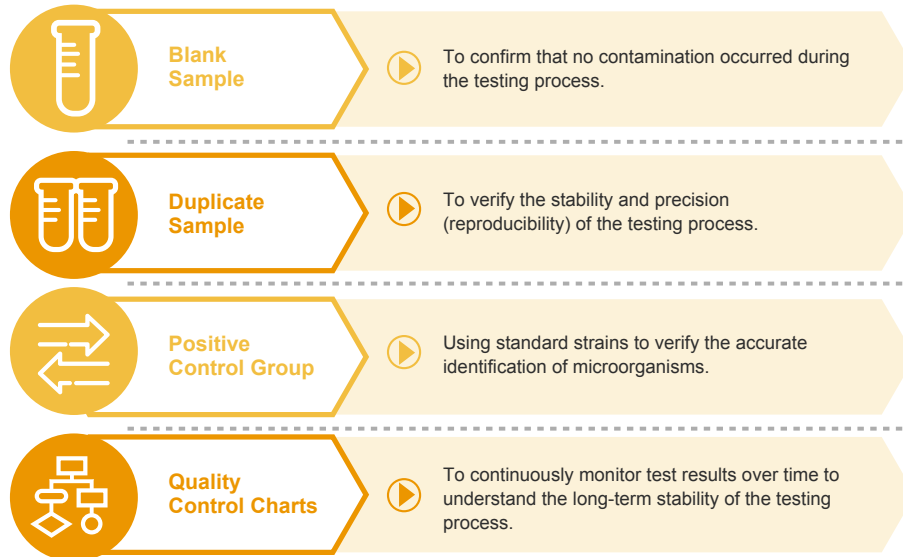 Blank
Sample
To confirm that no contamination occurred during
the testing process.
Duplicate
Sample
To verify the stability and precision
(reproducibility) of the testing process.
Positive
Control Group
Using standard strains to verify the accurate
identification of microorganisms.
Quality
Control Charts
To continuously monitor test results over time to
understand the long-term stability of the testing
process.